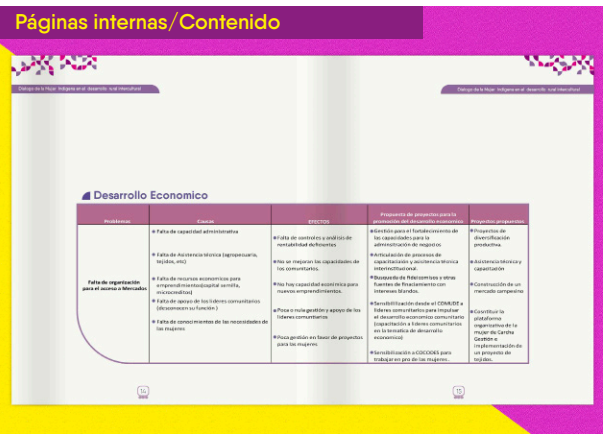 Páginas internas/Contenido
Dialogo de la Mujer Indigena en el desarrollo rural intercultural
Dialogo de la Mujer Indigena en el desarrollo rural intercultural
Desarrollo Economico
Problemas
Causas
EFECTOS
Propuesta de proyectos para la
promoción del desarrollo economico
Proyectos propuestos
Falta de organización
para el acceso a Mercados
Falta de capacidad administrativa
Falta de Asistencia técnica (agropecuaria,
tejidos, etc)
Falta de recursos economicos para
emprendimientos(capital semilla,
microcreditos)
Falta de apoyo de los lideres comunitarios
(desconocen su función )
Falta de conocimientos de las necesidades de
las mujeres
Falta de controles y análisis de
rentabilidad deficientes
No se mejoran las capacidades de
los comunitarios.
No hay capacidad económica para
nuevos emprendimientos.
Poca o nula gestión y apoyo de los
lideres comunitarios
Poca gestión en favor de proyectos
para las mujeres
Gestión para el fortalecimiento de
las capacidades para la
administración de negocios
Articulación de procesos de
capacitación y asistencia técnica
interinstitucional.
Busqueda de fideicomisos y otras
fuentes de finaciamiento con
intereses blandos.
Sensibilización desde el COMUDE a
lideres comunitarios para impulsar
el desarrollo economico comunitario
(capacitación a lideres comunitarios
en la tematica de desarrollo
economico)
Sensibilización a COCODES para
trabajar en pro de las mujeres.
Proyectos de
diversificación
productiva.
Asistencia técnica y
capacitación
Construcción de un
mercado campesino
Constituir la
plataforma
organizativa de la
mujer de Carcha
Gestión e
implementación de
un proyecto de
tejidos.
14
15